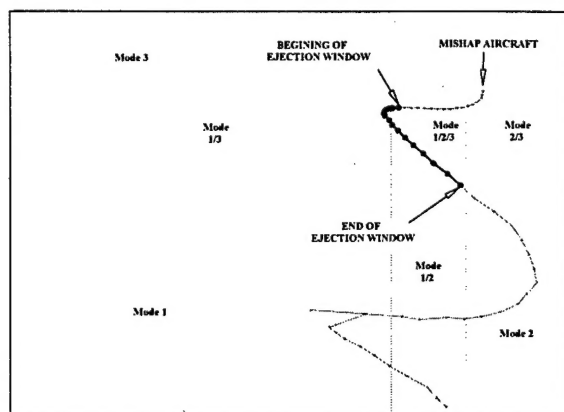 BEGINING OF
EJECTION WINDOW
MISHAP AIRCRAFT
Mode 3
Mode
1/3
Mode
1/2/3
Mode
2/3
END OF
EJECTION WINDOW
Mode
1/2
Mode 1
Mode 2